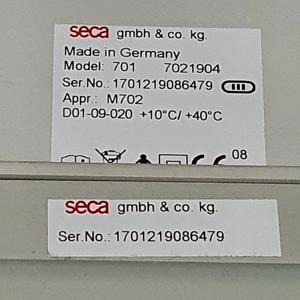 seca gmbh & co. kg.
Made in Germany
Model: 701 7021904
Ser.No.: 1701219086479
Appr.: M702
D01-09-020 +10°C/ +40°C
CE 08
seca gmbh & co. kg.
Ser.No.: 1701219086479